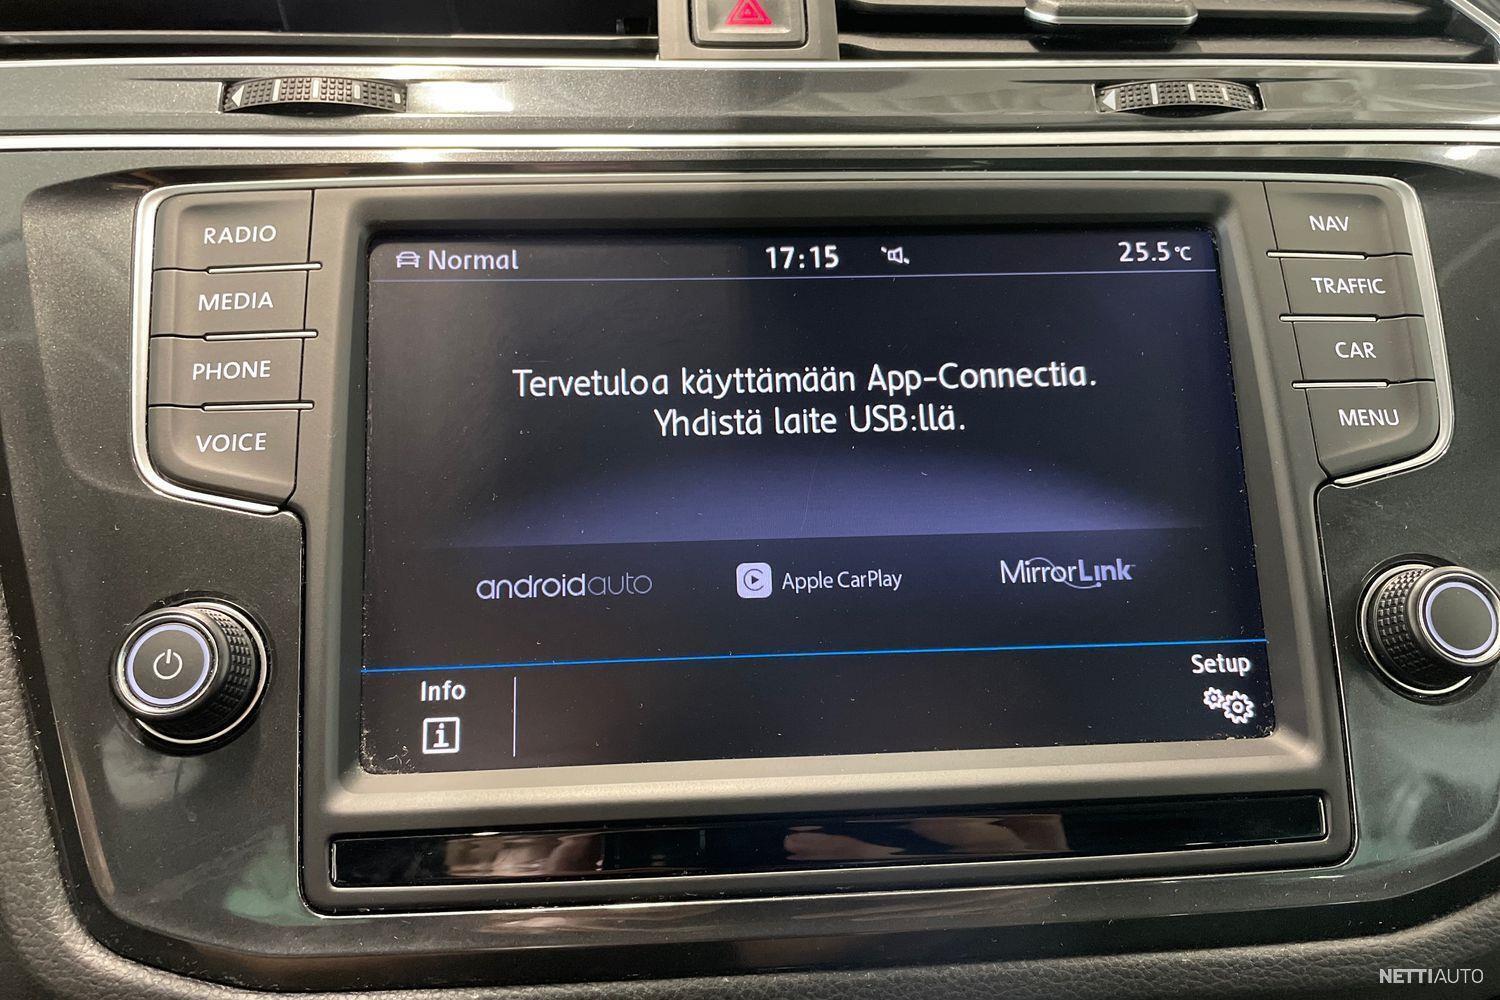 RADIO
MEDIA
PHONE
VOICE
Normal
17:15
25.5°C
Tervetuloa käyttämään App-Connectia.
Yhdistä laite USB:llä.
androidauto
Apple CarPlay
MirrorLink
Info
i
Setup
NAV
TRAFFIC
CAR
MENU
NETTIAUTO